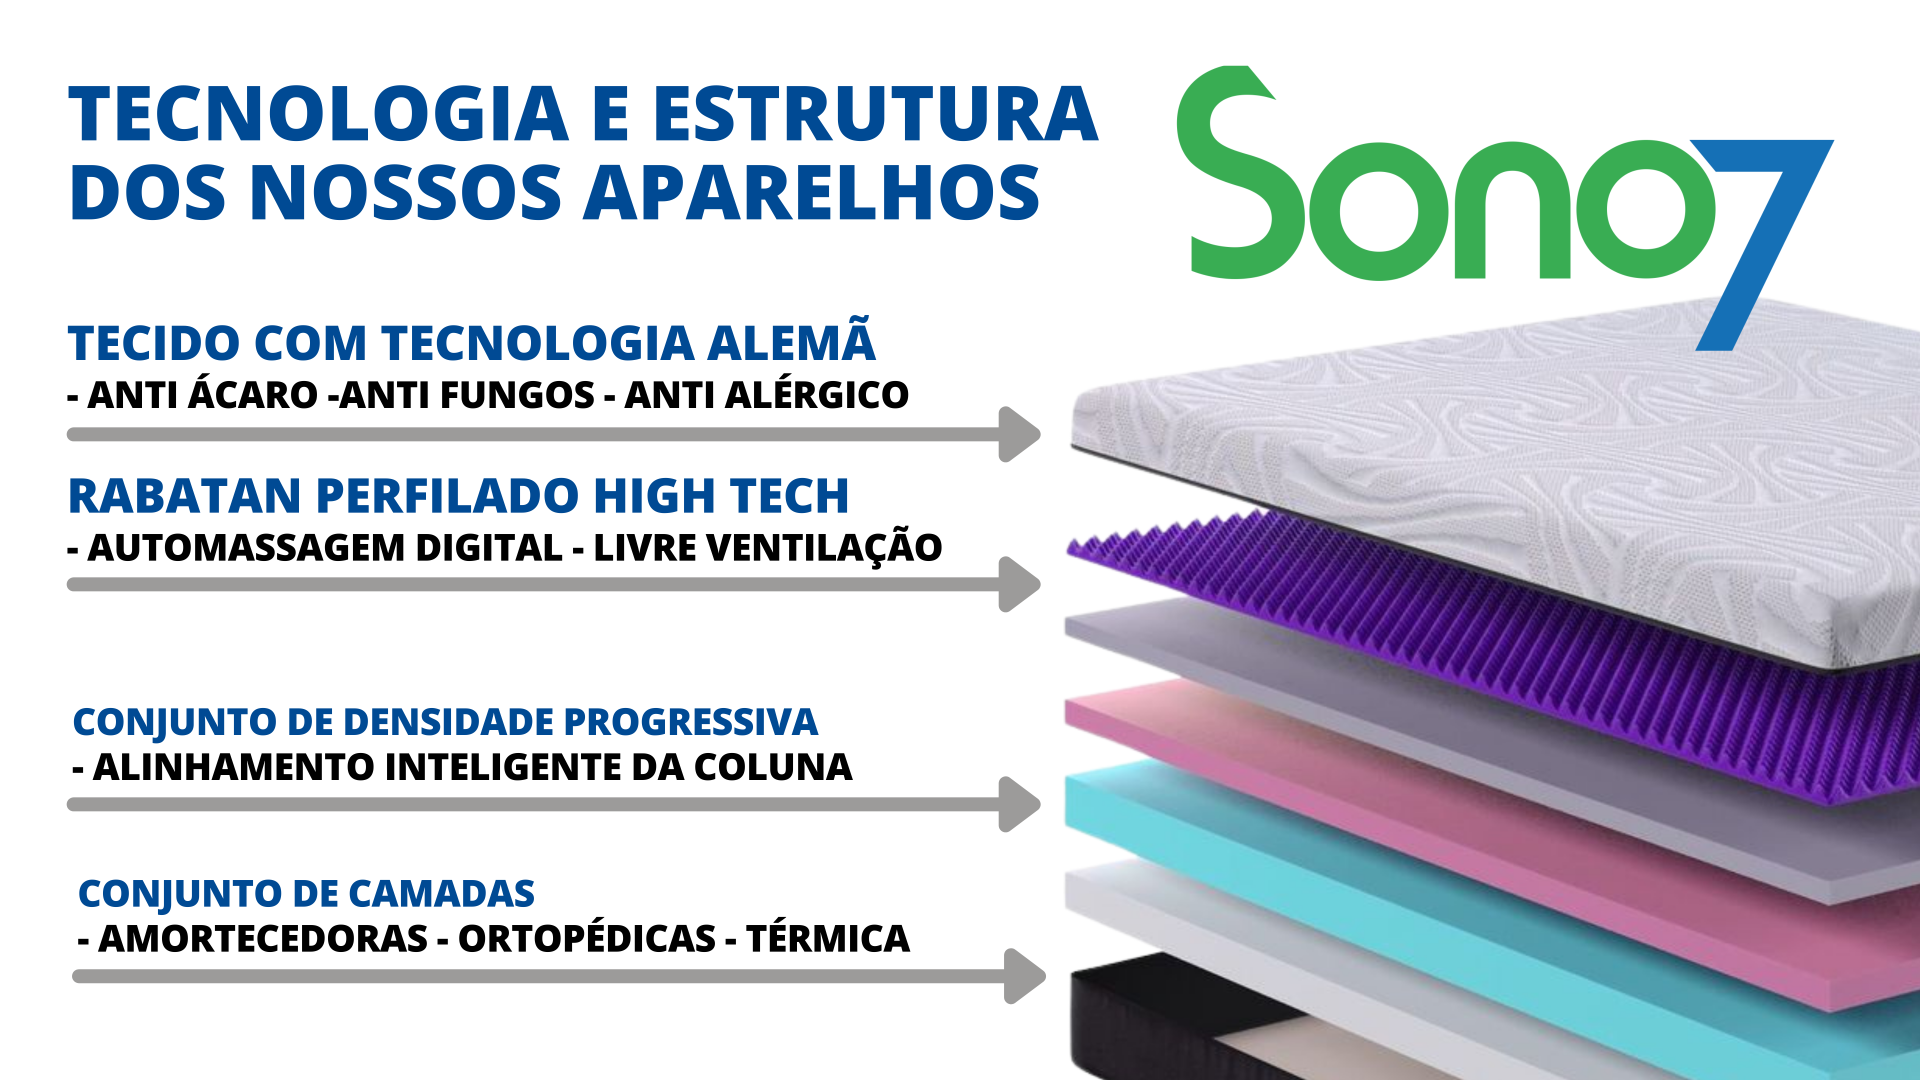 TECNOLOGIA E ESTRUTURA
DOS NOSSOS APARELHOS
Sono7
TECIDO COM TECNOLOGIA ALEMÃ
- ANTI ÁCARO -ANTI FUNGOS - ANTI ALÉRGICO
RABATAN PERFILADO HIGH TECH
- AUTOMASSAGEM DIGITAL - LIVRE VENTILAÇÃO
CONJUNTO DE DENSIDADE PROGRESSIVA
- ALINHAMENTO INTELIGENTE DA COLUNA
CONJUNTO DE CAMADAS
- AMORTECEDORAS - ORTOPÉDICAS - TÉRMICA